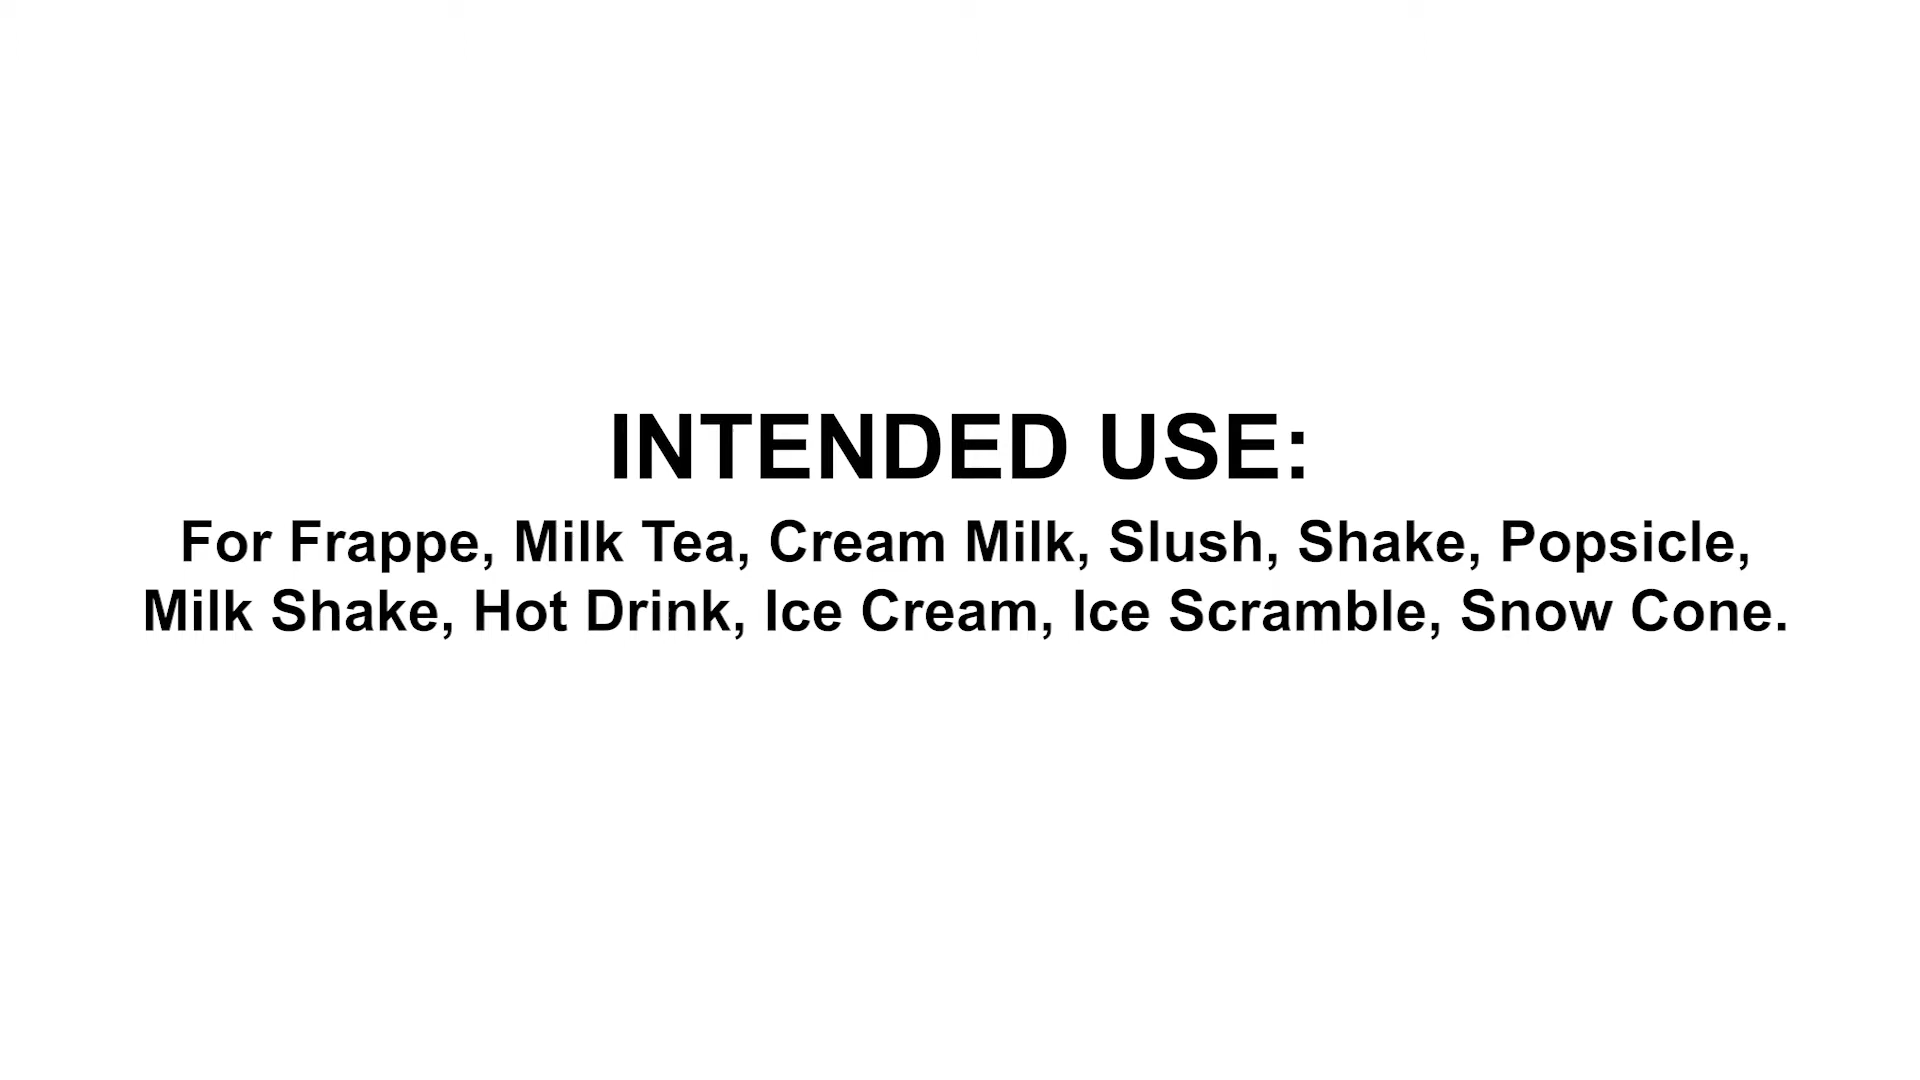 INTENDED USE:
For Frappe, Milk Tea, Cream Milk, Slush, Shake, Popsicle,
Milk Shake, Hot Drink, Ice Cream, Ice Scramble, Snow Cone.